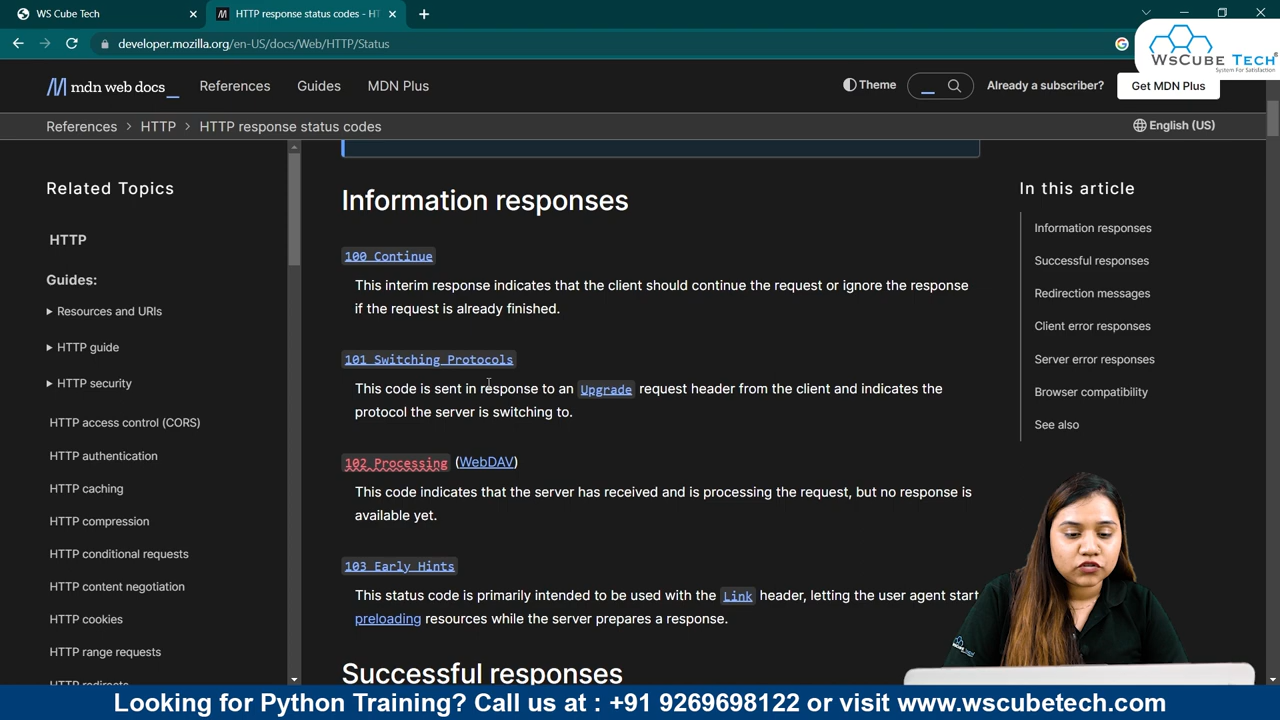 WS Cube Tech
HTTP response status codes - HT
developer.mozilla.org/en-US/docs/Web/HTTP/Status
WsCube Tech
System For Satisfaction
mdn web docs
References
Guides
MDN Plus
Theme
Already a subscriber?
Get MDN Plus
References > HTTP > HTTP response status codes
English (US)
Related Topics
HTTP
Guides:
Resources and URIs
HTTP guide
HTTP security
HTTP access control (CORS)
HTTP authentication
HTTP caching
HTTP compression
HTTP conditional requests
HTTP content negotiation
HTTP cookies
HTTP range requests
HTTP redirects
Information responses
100 Continue
This interim response indicates that the client should continue the request or ignore the response
if the request is already finished.
101 Switching Protocols
This code is sent in response to an Upgrade request header from the client and indicates the
protocol the server is switching to.
102 Processing (WebDAV)
This code indicates that the server has received and is processing the request, but no response is
available yet.
103 Early Hints
This status code is primarily intended to be used with the Link header, letting the user agent start
preloading resources while the server prepares a response.
Successful responses
In this article
Information responses
Successful responses
Redirection messages
Client error responses
Server error responses
Browser compatibility
See also
Looking for Python Training? Call us at : +91 9269698122 or visit www.wscubetech.com